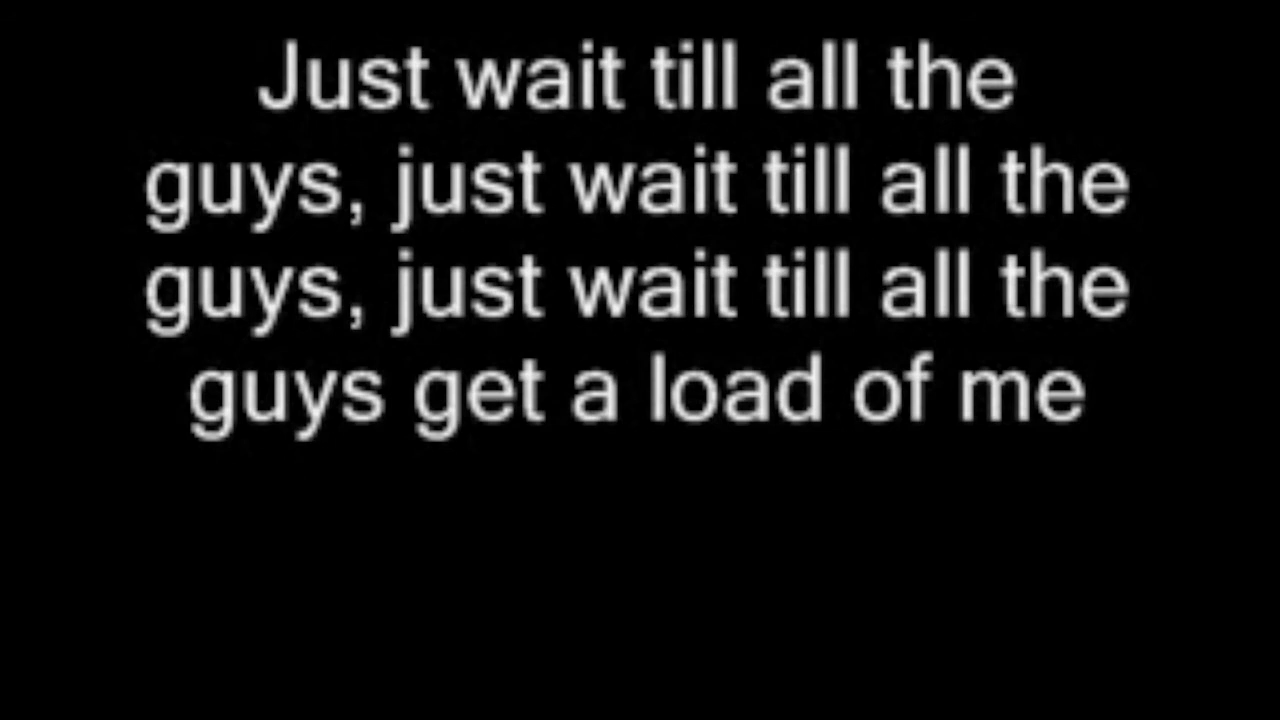 Just wait till all the
guys, just wait till all the
guys, just wait till all the
guys get a load of me